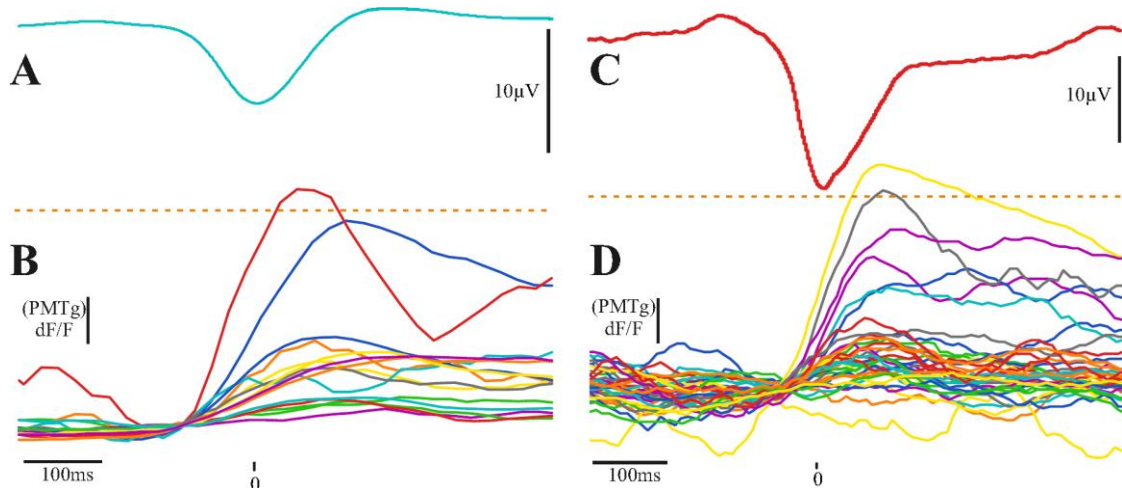 A
10µV
C
10µV
B
(PMTg)
dF/F
D
(PMTg)
dF/F
100ms
0
100ms
0